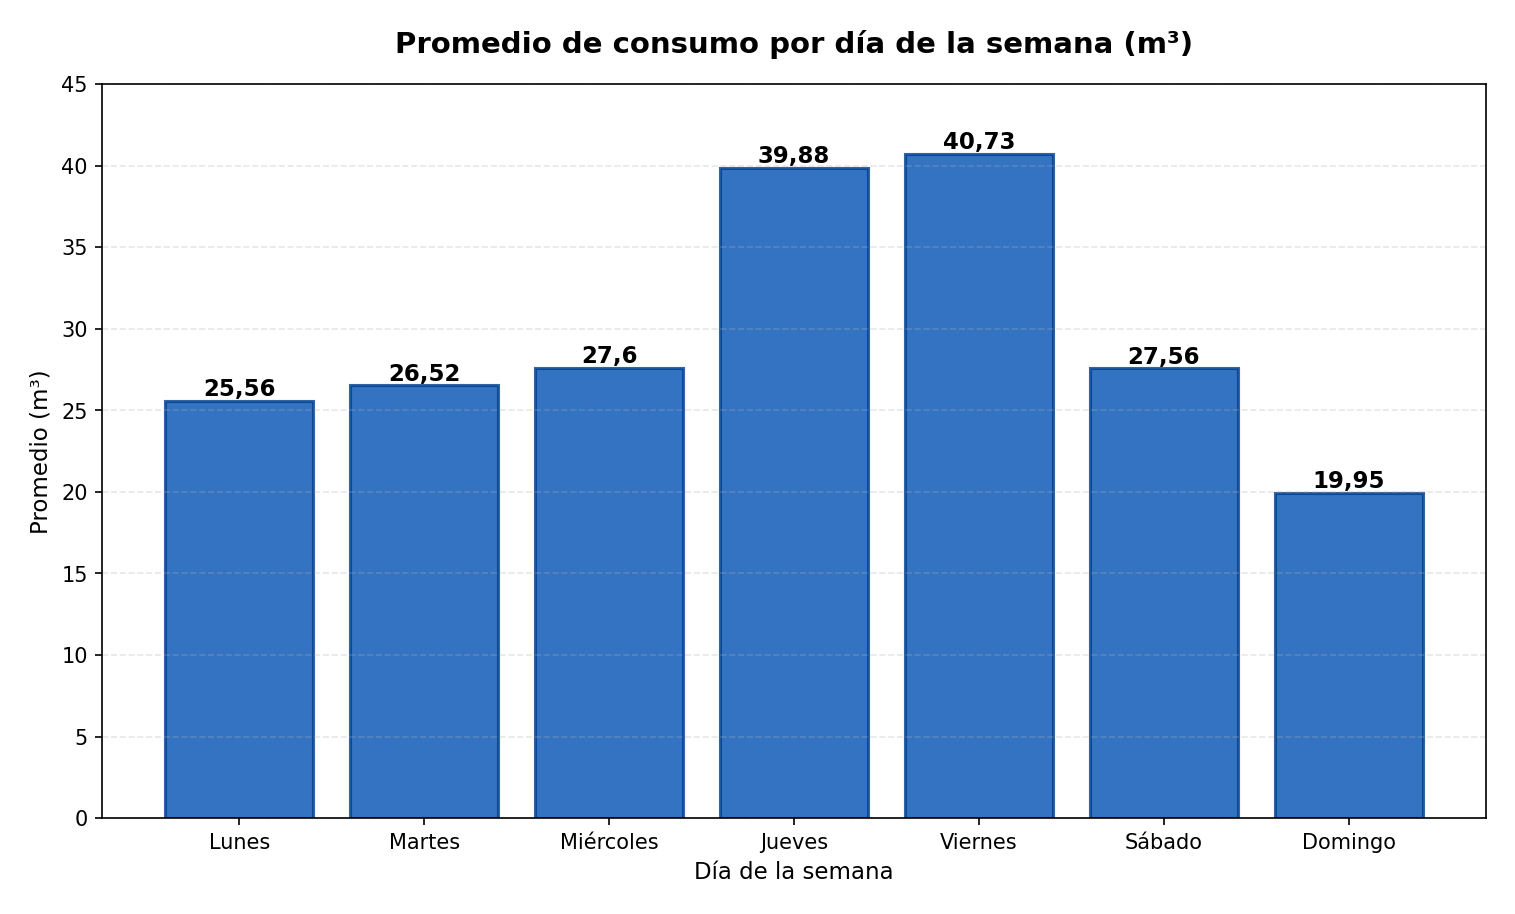 Promedio de consumo por día de la semana (m³)
Promedio (m³)
45
40
35
30
25
20
15
10
5
0
25,56
26,52
27,6
39,88
40,73
27,56
19,95
Lunes
Martes
Miércoles
Jueves
Viernes
Sábado
Domingo
Día de la semana